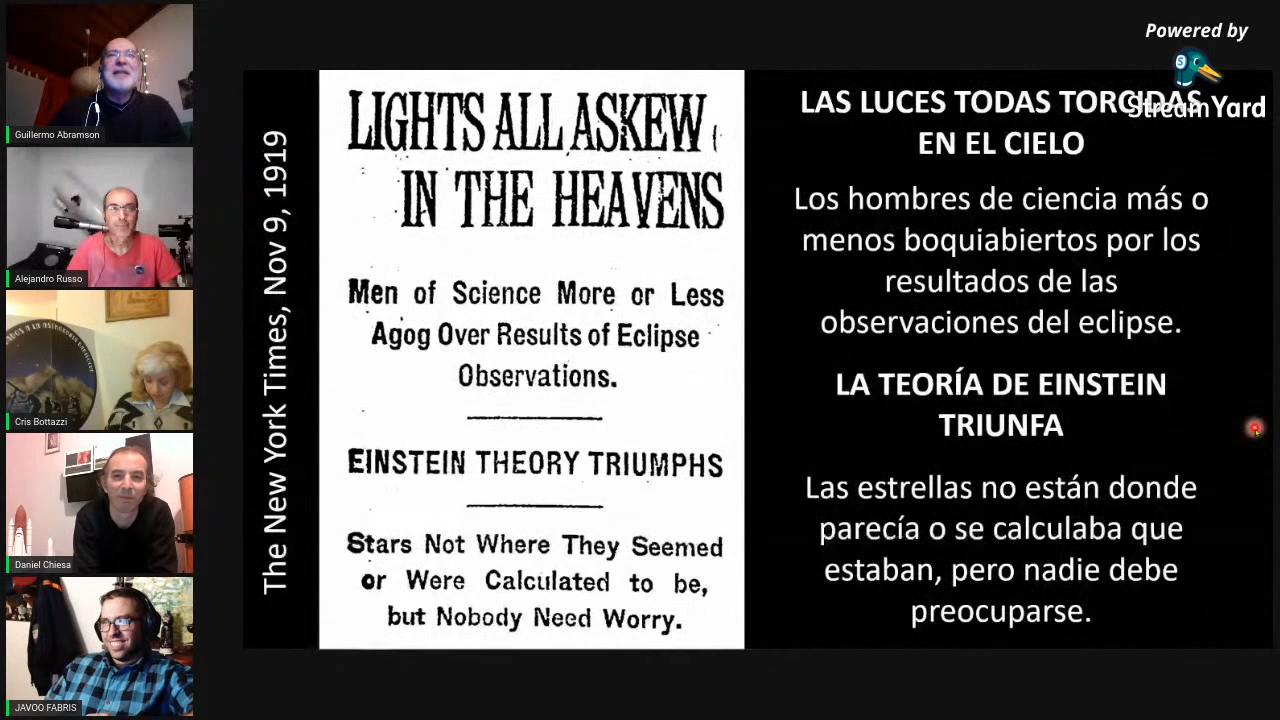 Powered by
StreamYard
Guillermo Abramson
Alejandro Russo
Cris Bottazzi
Daniel Chiesa
JAVOO FABRIS
The New York Times, Nov 9, 1919
LIGHTS ALL ASKEW
IN THE HEAVENS
Men of Science More or Less
Agog Over Results of Eclipse
Observations.
EINSTEIN THEORY TRIUMPHS
Stars Not Where They Seemed
or Were Calculated to be,
but Nobody Need Worry.
LAS LUCES TODAS TORCIDAS
EN EL CIELO
Los hombres de ciencia más o
menos boquiabiertos por los
resultados de las
observaciones del eclipse.
LA TEORÍA DE EINSTEIN
TRIUNFA
Las estrellas no están donde
parecía o se calculaba que
estaban, pero nadie debe
preocuparse.